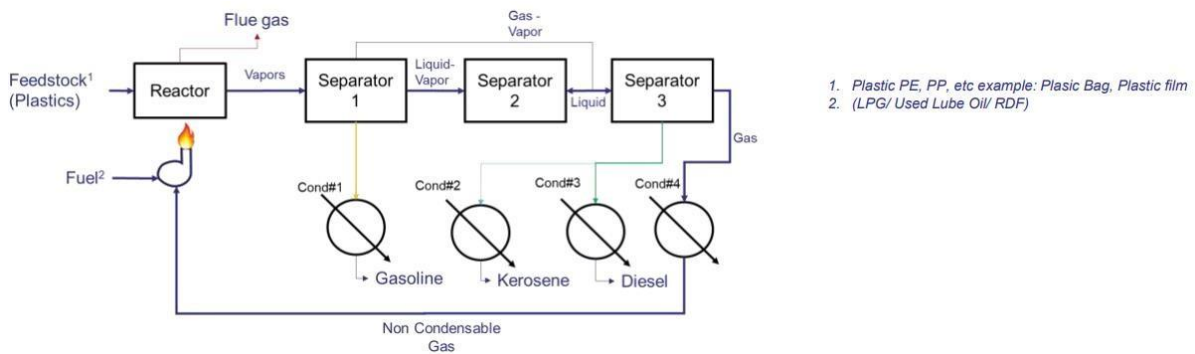 Flue gas
Gas -
Vapor
Feedstock¹
(Plastics)
Reactor
Vapors
Separator
1
Liquid-
Vapor
Separator
2
Liquid
Separator
3
Gas
1. Plastic PE, PP, etc example: Plasic Bag, Plastic film
2. (LPG/ Used Lube Oil/ RDF)
Fuel²
Cond#1
Cond#2
Cond#3
Cond#4
Gasoline
Kerosene
Diesel
Non Condensable
Gas